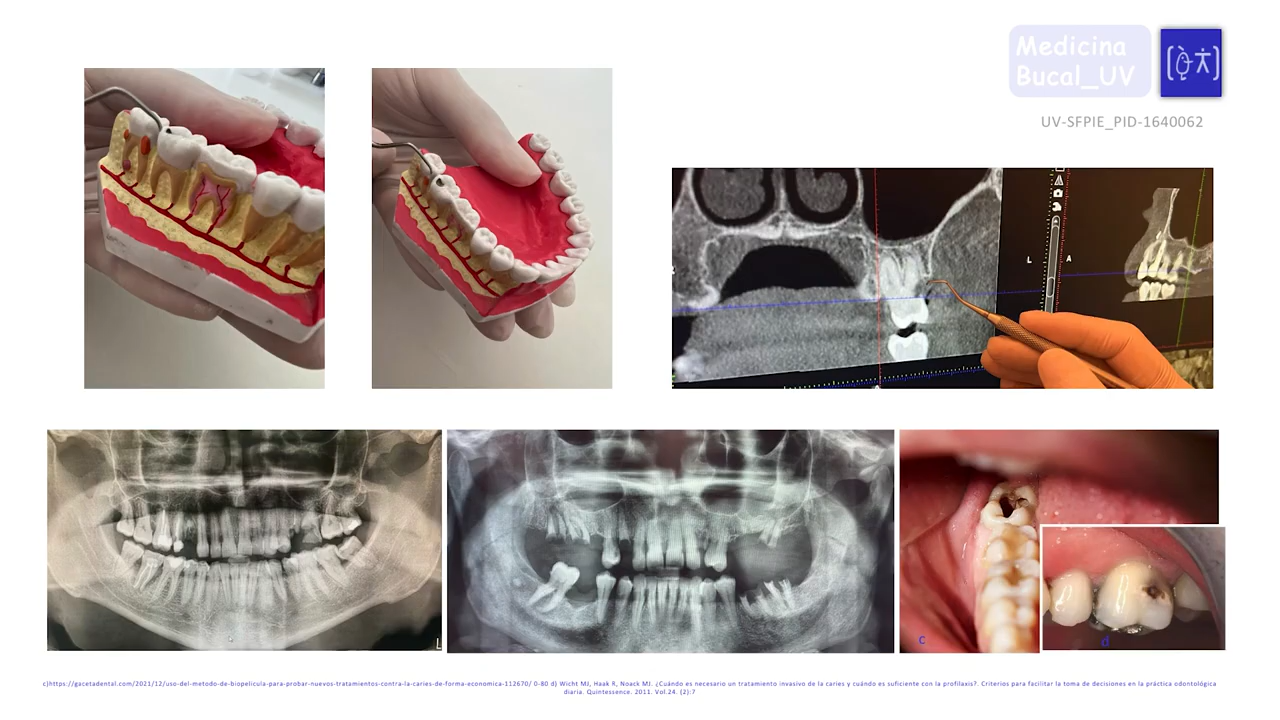 Medicina
Bucal_UV
UV-SFPIE_PID-1640062
L
A
L
c
d
c)https://gacetadental.com/2021/12/uso-del-metodo-de-biopelicula-para-probar-nuevos-tratamientos-contra-la-caries-de-forma-economica-112670/ 0-80 d) Wicht MJ, Haak R, Noack MJ. ¿Cuándo es necesario un tratamiento invasivo de la caries y cuándo es suficiente con la profilaxis?. Criterios para facilitar la toma de decisiones en la práctica odontológica
diaria. Quintessence. 2011. Vol.24. (2):7